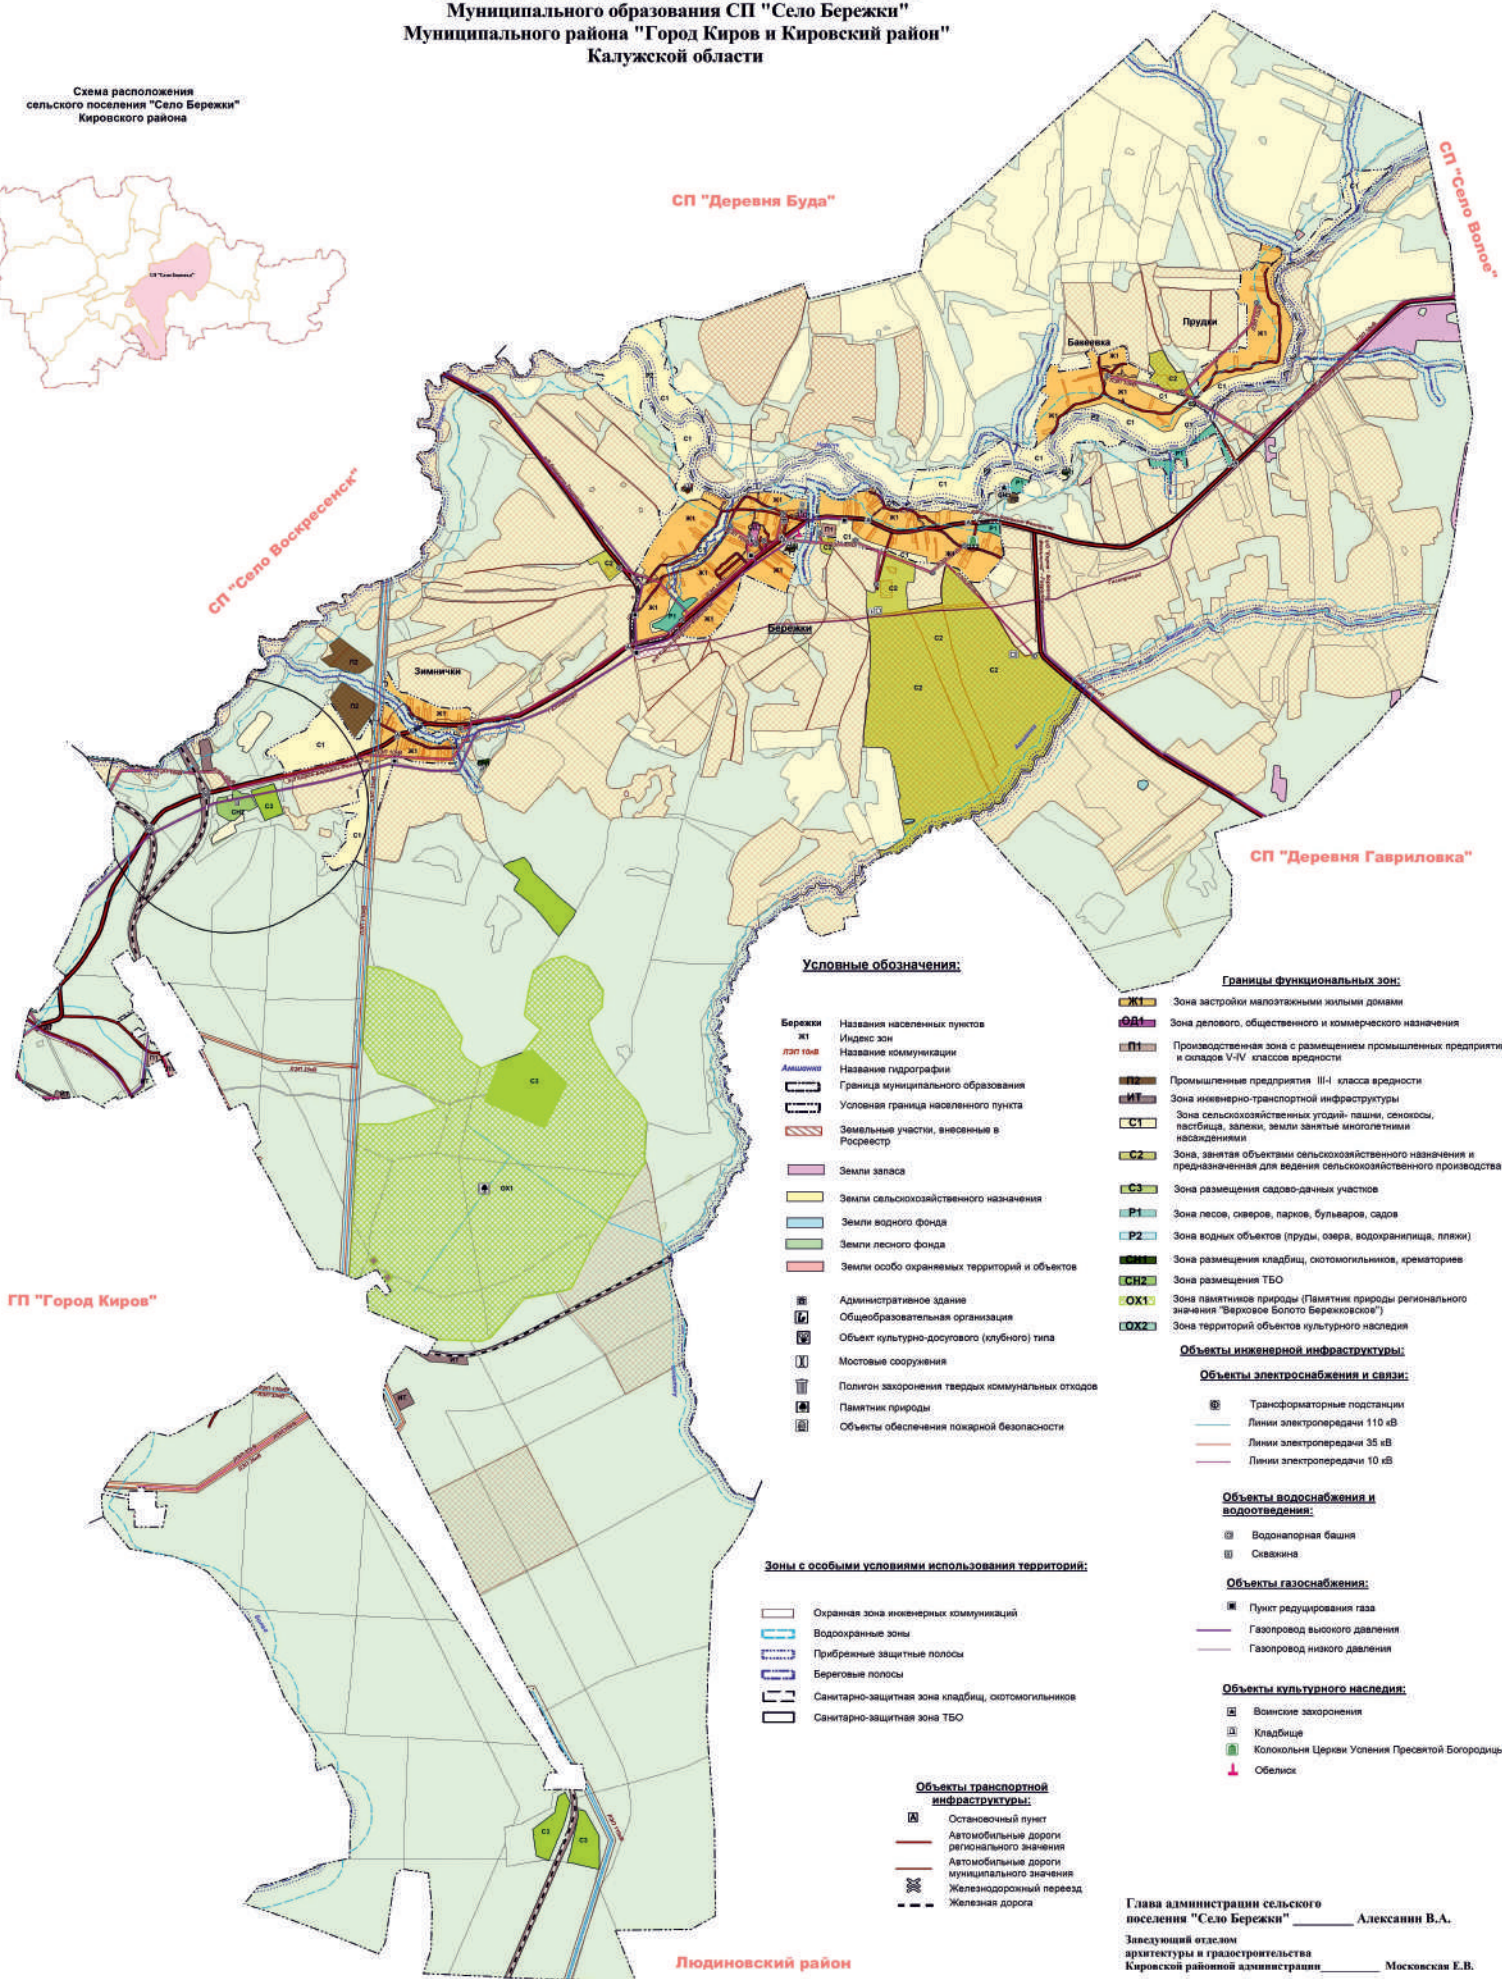 Муниципального образования СП "Село Бережки"
Муниципального района "Город Киров и Кировский район"
Калужской области
Схема расположения
сельского поселения "Село Бережки"
Кировского района
СП "Деревня Буда"
СП "Село Волое"
СП "Село Воскресенск"
СП "Деревня Гавриловка"
ГП "Город Киров"
Людиновский район
Прудки
Бакеевка
Бережки
Зимнички
Условные обозначения:
Бережки Названия населенных пунктов
Ж1 Индекс зон
ЛЭП 10кВ Название коммуникации
Амшанка Название гидрографии
Граница муниципального образования
Условная граница населенного пункта
Земельные участки, внесенные в
Росреестр
Земли запаса
Земли сельскохозяйственного назначения
Земли водного фонда
Земли лесного фонда
Земли особо охраняемых территорий и объектов
Административное здание
Общеобразовательная организация
Объект культурно-досугового (клубного) типа
Мостовые сооружения
Полигон захоронения твердых коммунальных отходов
Памятник природы
Объекты обеспечения пожарной безопасности
Границы функциональных зон:
Ж1 Зона застройки малоэтажными жилыми домами
ОД1 Зона делового, общественного и коммерческого назначения
П1 Производственная зона с размещением промышленных предприяти
и складов V-IV классов вредности
П2 Промышленные предприятия III-I класса вредности
ИТ Зона инженерно-транспортной инфраструктуры
С1 Зона сельскохозяйственных угодий- пашни, сенокосы,
пастбища, залежи, земли занятые многолетними
насаждениями
С2 Зона, занятая объектами сельскохозяйственного назначения и
предназначенная для ведения сельскохозяйственного производства
С3 Зона размещения садово-дачных участков
Р1 Зона лесов, скверов, парков, бульваров, садов
Р2 Зона водных объектов (пруды, озера, водохранилища, пляжи)
СН1 Зона размещения кладбищ, скотомогильников, крематориев
СН2 Зона размещения ТБО
ОХ1 Зона памятников природы (Памятник природы регионального
значения "Верховое Болото Бережковское")
ОХ2 Зона территорий объектов культурного наследия
Объекты инженерной инфраструктуры:
Объекты электроснабжения и связи:
Трансформаторные подстанции
Линии электропередачи 110 кВ
Линии электропередачи 35 кВ
Линии электропередачи 10 кВ
Объекты водоснабжения и
водоотведения:
Водонапорная башня
Скважина
Объекты газоснабжения:
Пункт редуцирования газа
Газопровод высокого давления
Газопровод низкого давления
Объекты культурного наследия:
Воинские захоронения
Кладбище
Колокольня Церкви Успения Пресвятой Богородицы
Обелиск
Зоны с особыми условиями использования территорий:
Охранная зона инженерных коммуникаций
Водоохранные зоны
Прибрежные защитные полосы
Береговые полосы
Санитарно-защитная зона кладбищ, скотомогильников
Санитарно-защитная зона ТБО
Объекты транспортной
инфраструктуры:
Остановочный пункт
Автомобильные дороги
регионального значения
Автомобильные дороги
муниципального значения
Железнодорожный переезд
Железная дорога
Глава администрации сельского
поселения "Село Бережки" ________ Алексанин В.А.
Заведующий отделом
архитектуры и градостроительства
Кировской районной администрации ________ Московская Е.В.